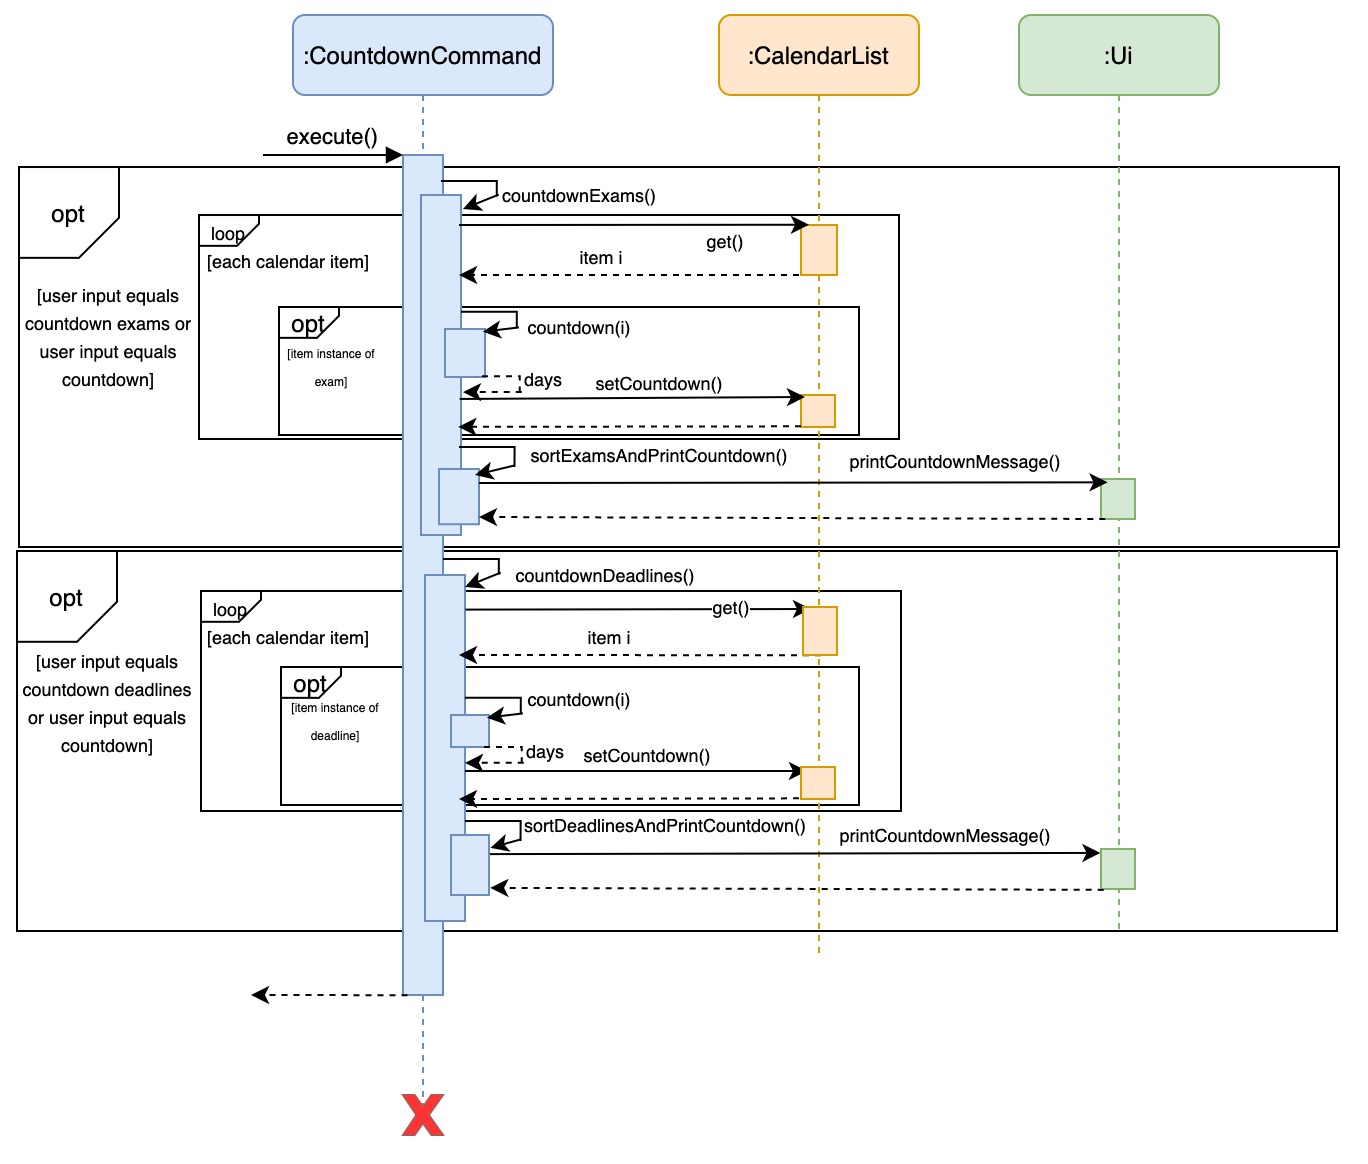 :CountdownCommand
:CalendarList
:Ui
execute()
opt
countdownExams()
loop
get()
[each calendar item]
item i
[user input equals
countdown exams or
user input equals
countdown]
opt
countdown(i)
[item instance of
exam]
days
setCountdown()
sortExamsAndPrintCountdown()
printCountdownMessage()
opt
countdownDeadlines()
loop
get()
[each calendar item]
item i
[user input equals
countdown deadlines
or user input equals
countdown]
opt
countdown(i)
[item instance of
deadline]
days
setCountdown()
sortDeadlinesAndPrintCountdown()
printCountdownMessage()